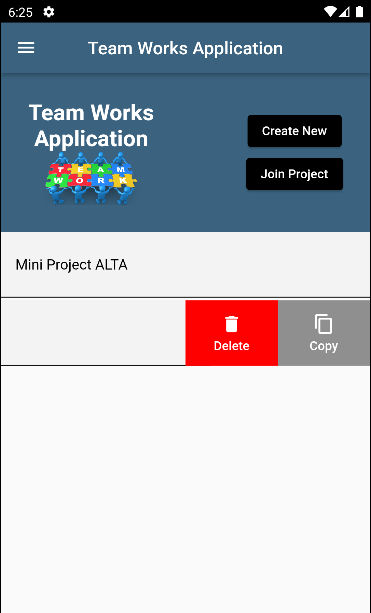 6:25
Team Works Application
Team Works
Application
TEAM
WORK
Create New
Join Project
Mini Project ALTA
Delete
Copy